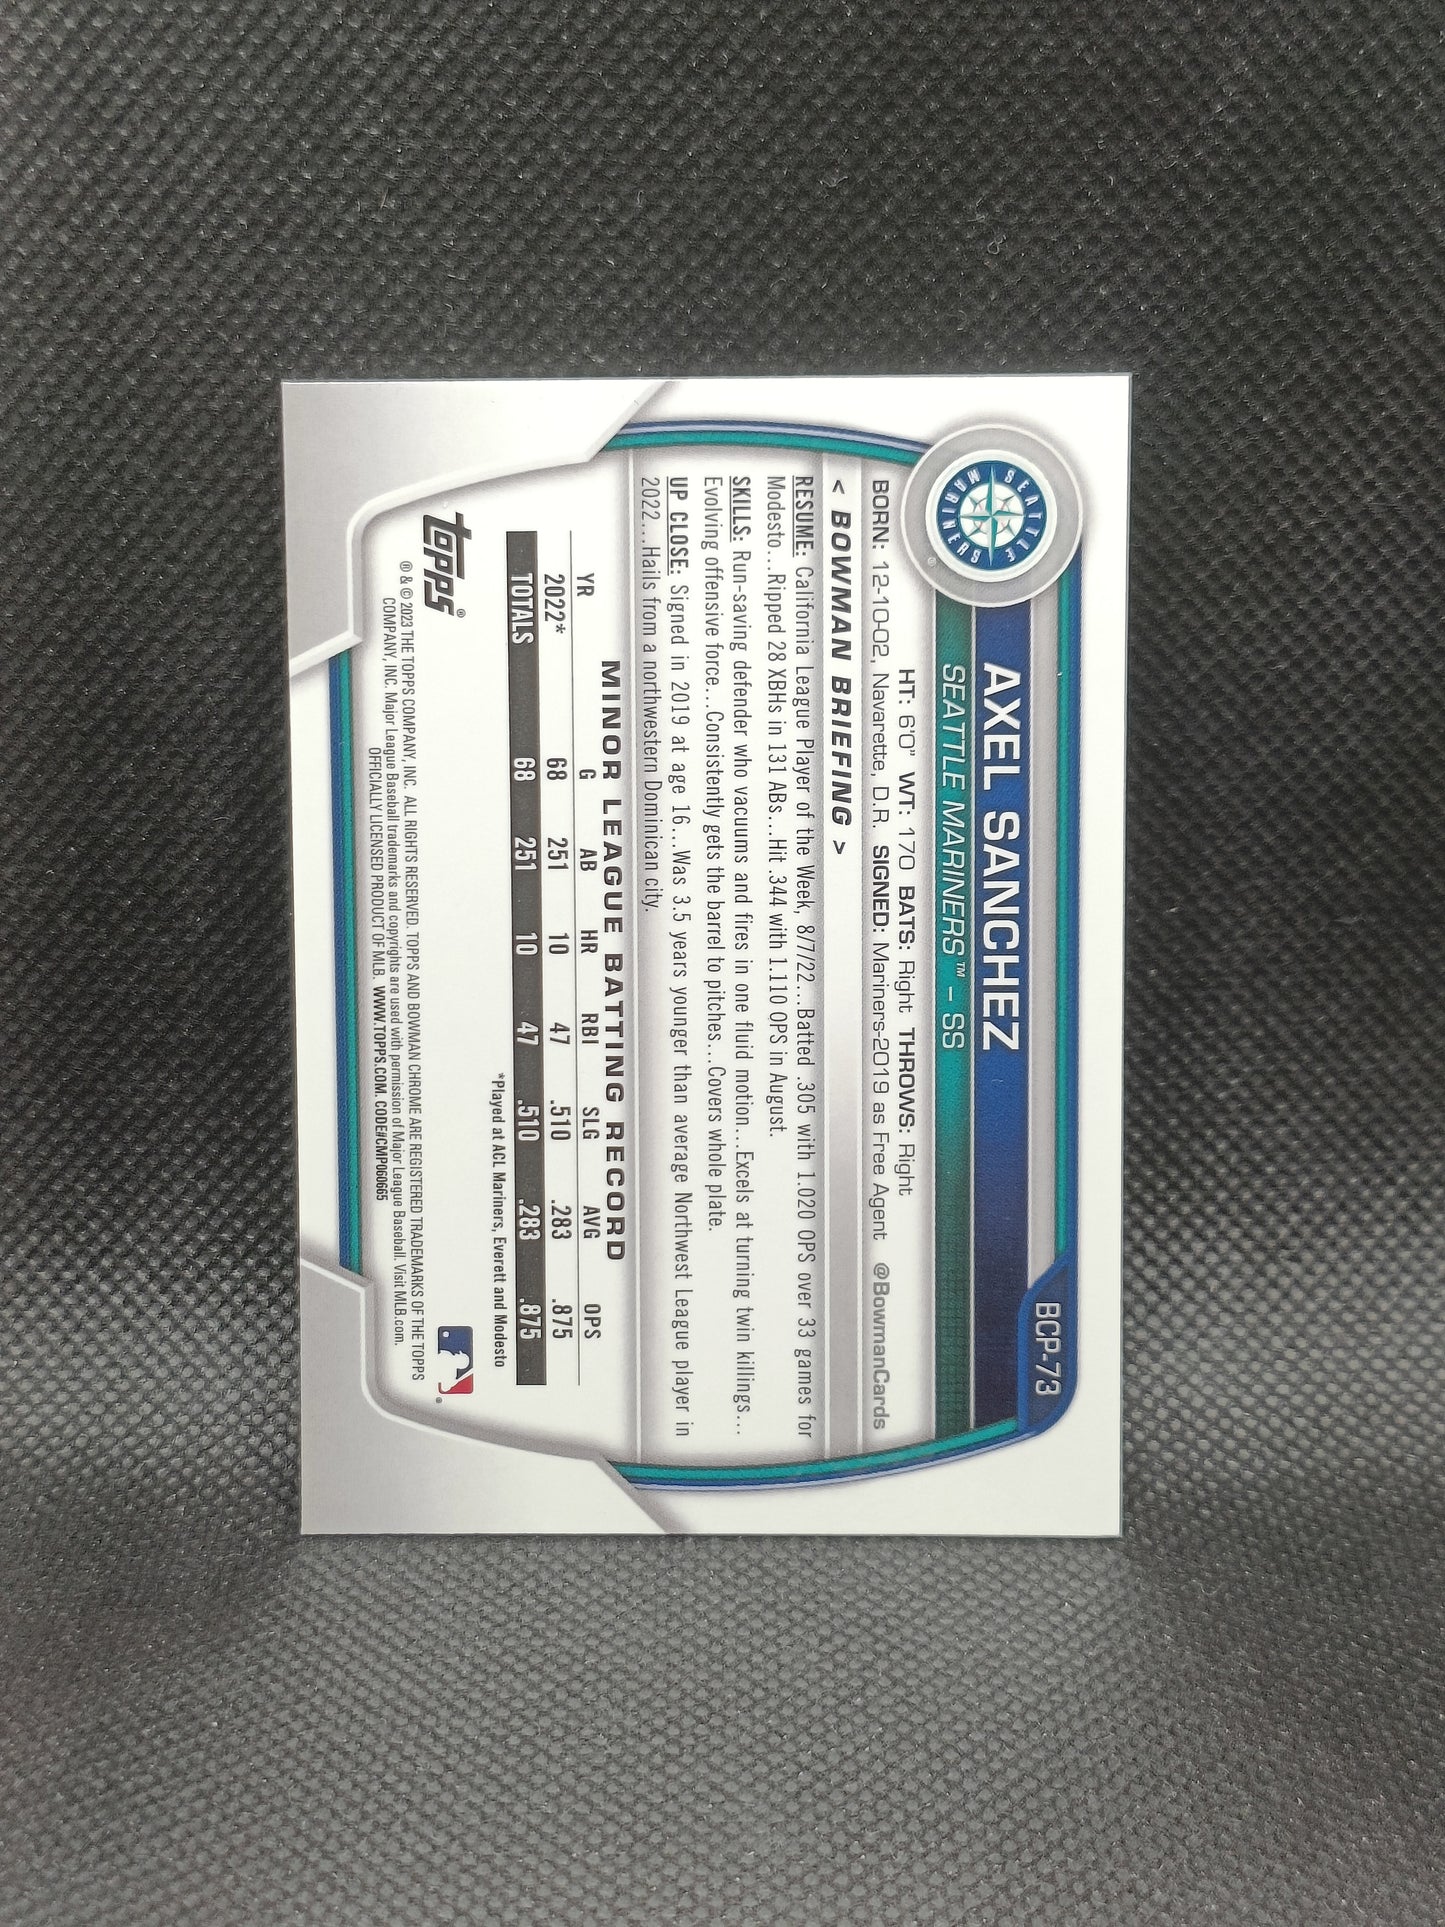 BCP-73
AXEL SANCHEZ
SEATTLE MARINERS™ – SS
SEATTLE
MARINERS
®
HT: 6'0" WT: 170 BATS: Right THROWS: Right
BORN: 12-10-02, Navarette, D.R. SIGNED: Mariners-2019 as Free Agent @BowmanCards
< BOWMAN BRIEFING >
RESUME: California League Player of the Week, 8/7/22...Batted .305 with 1.020 OPS over 33 games for
Modesto...Ripped 28 XBHs in 131 ABs...Hit .344 with 1.110 OPS in August.
SKILLS: Run-saving defender who vacuums and fires in one fluid motion...Excels at turning twin killings...
Evolving offensive force...Consistently gets the barrel to pitches...Covers whole plate.
UP CLOSE: Signed in 2019 at age 16...Was 3.5 years younger than average Northwest League player in
2022...Hails from a northwestern Dominican city.
MINOR LEAGUE BATTING RECORD
YR G AB HR RBI SLG AVG OPS
2022* 68 251 10 47 .510 .283 .875
TOTALS 68 251 10 47 .510 .283 .875
*Played at ACL Mariners, Everett and Modesto
topps®
® & © 2023 THE TOPPS COMPANY, INC. ALL RIGHTS RESERVED. TOPPS AND BOWMAN CHROME ARE REGISTERED TRADEMARKS OF THE TOPPS
COMPANY, INC. Major League Baseball trademarks and copyrights are used with permission of Major League Baseball. Visit MLB.com.
OFFICIALLY LICENSED PRODUCT OF MLB. WWW.TOPPS.COM. CODE#CMP060665
®